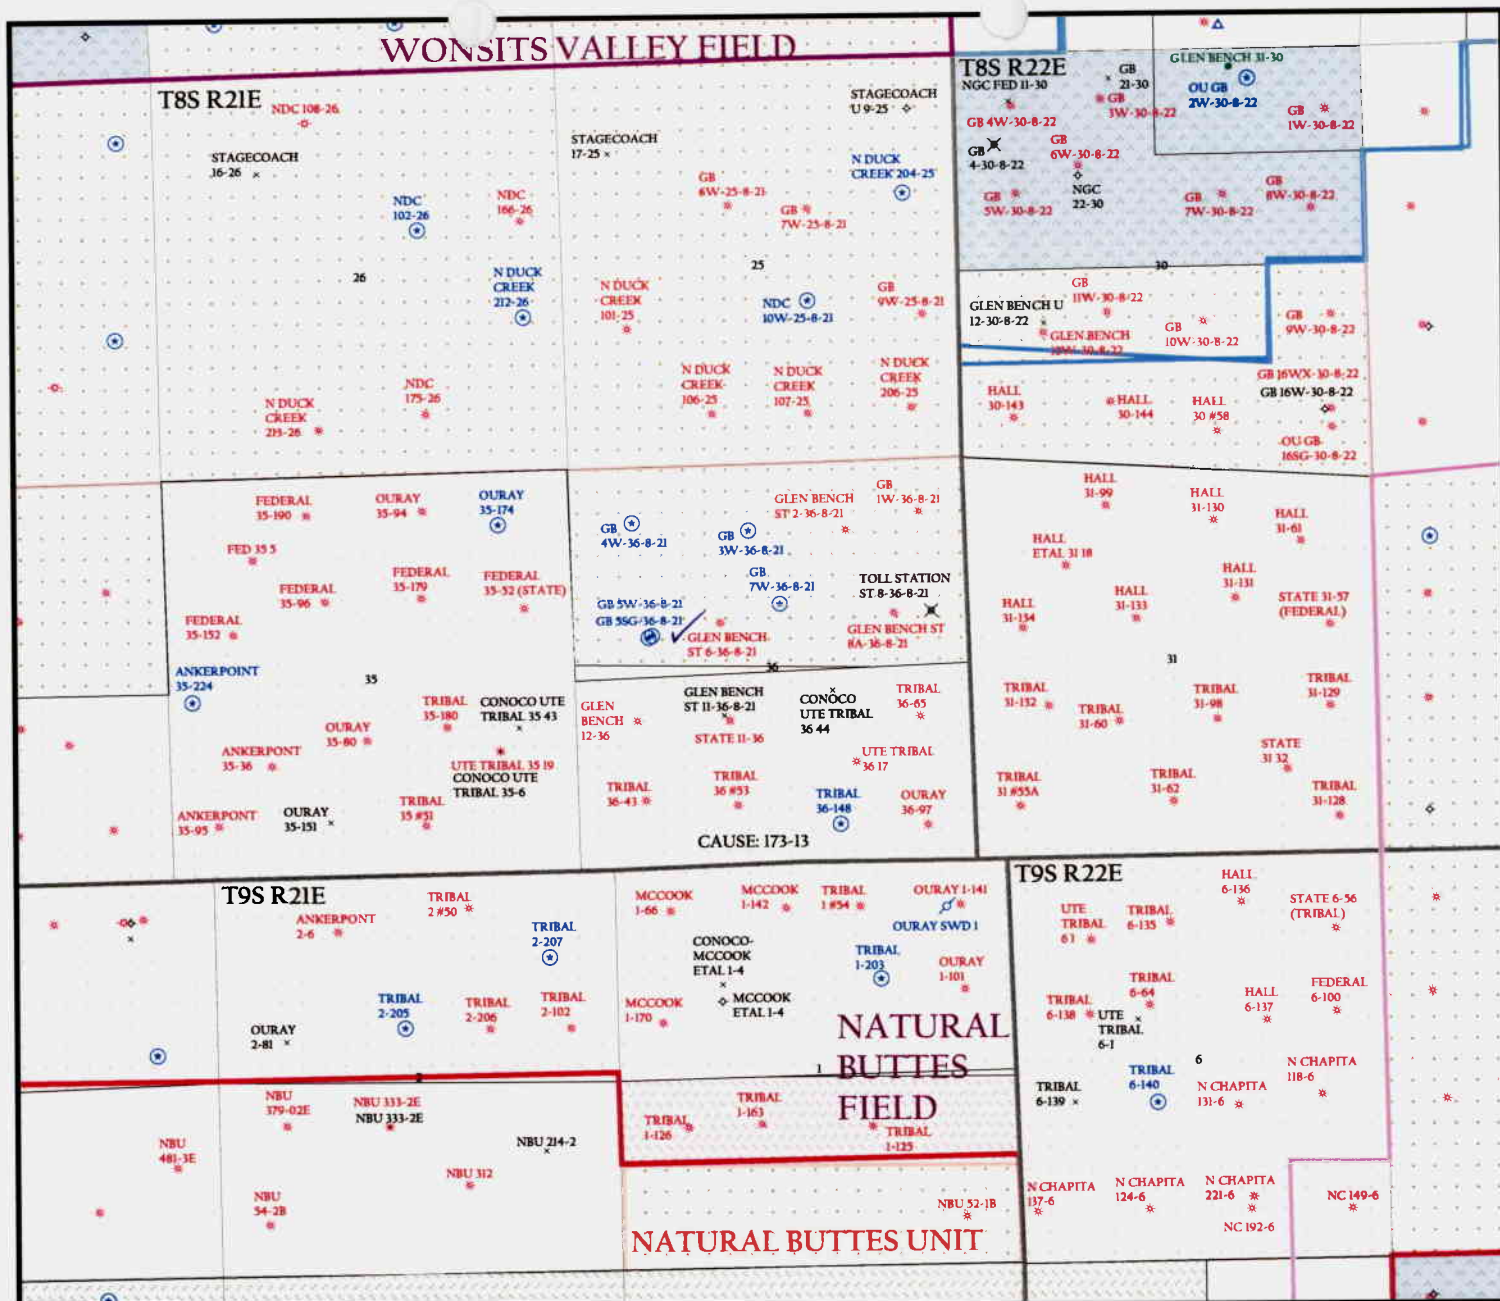 WONSITS VALLEY FIELD
T8S R21E
NDC 108-26
STAGECOACH
16-26
NDC
102-26
NDC
166-26
26
N DUCK
CREEK
212-26
NDC
175-26
N DUCK
CREEK
213-26
STAGECOACH
17-25
STAGECOACH
U 9-25
N DUCK
CREEK 204-25
GB
6W-25-8-21
GB
7W-25-8-21
25
N DUCK
CREEK
101-25
NDC
10W-25-8-21
GB
9W-25-8-21
N DUCK
CREEK
106-25
N DUCK
CREEK
107-25
N DUCK
CREEK
206-25
T8S R22E
NGC FED 11-30
GB
21-30
GLEN BENCH 31-30
OU GB
2W-30-8-22
GB
3W-30-8-22
GB 4W-30-8-22
GB
1W-30-8-22
GB
4-30-8-22
GB
6W-30-8-22
NGC
22-30
GB
5W-30-8-22
GB
7W-30-8-22
GB
8W-30-8-22
30
GLEN BENCH U
12-30-8-22
GB
11W-30-8-22
GLEN BENCH
GB
10W-30-8-22
GB
9W-30-8-22
GB 16WX-30-8-22
GB 16W-30-8-22
HALL
30-143
HALL
30-144
HALL
30 #58
OU GB
16SG-30-8-22
FEDERAL
35-190
OURAY
35-94
OURAY
35-174
FED 35 5
FEDERAL
35-96
FEDERAL
35-179
FEDERAL
35-52 (STATE)
FEDERAL
35-152
ANKERPOINT
35-224
35
TRIBAL
35-180
CONOCO UTE
TRIBAL 35 43
OURAY
35-80
ANKERPONT
35-36
UTE TRIBAL 35 19
CONOCO UTE
TRIBAL 35-6
ANKERPONT
35-95
OURAY
35-151
TRIBAL
35 #51
GLEN BENCH
ST 2-36-8-21
GB
1W-36-8-21
GB
4W-36-8-21
GB
3W-36-8-21
GB
7W-36-8-21
TOLL STATION
ST 8-36-8-21
GB 5W-36-8-21
GB 5SG-36-8-21
GLEN BENCH
ST 6-36-8-21
GLEN BENCH ST
8A-36-8-21
36
GLEN
BENCH
12-36
GLEN BENCH
ST 11-36-8-21
STATE 11-36
CONOCO
UTE TRIBAL
36 44
TRIBAL
36-65
UTE TRIBAL
36 17
TRIBAL
36-43
TRIBAL
36 #53
TRIBAL
36-148
OURAY
36-97
CAUSE: 173-13
HALL
31-99
HALL
31-130
HALL
31-61
HALL
ETAL 31 18
HALL
31-131
HALL
31-134
HALL
31-133
STATE 31-57
(FEDERAL)
31
TRIBAL
31-132
TRIBAL
31-60
TRIBAL
31-98
TRIBAL
31-129
STATE
31 32
TRIBAL
31 #55A
TRIBAL
31-62
TRIBAL
31-128
T9S R21E
ANKERPONT
2-6
TRIBAL
2 #50
TRIBAL
2-207
TRIBAL
2-205
TRIBAL
2-206
TRIBAL
2-102
OURAY
2-81
2
NBU
379-02E
NBU 333-2E
NBU 333-2E
NBU 214-2
NBU
481-3E
NBU 312
NBU
54-2B
MCCOOK
1-66
MCCOOK
1-142
TRIBAL
1 #54
OURAY 1-141
OURAY SWD 1
CONOCO-
MCCOOK
ETAL 1-4
TRIBAL
1-203
OURAY
1-101
MCCOOK
1-170
MCCOOK
ETAL 1-4
1
NATURAL
BUTTES
FIELD
TRIBAL
1-126
TRIBAL
1-163
TRIBAL
1-125
NBU 52-1B
NATURAL BUTTES UNIT
T9S R22E
HALL
6-136
UTE
TRIBAL
6 1
TRIBAL
6-135
STATE 6-56
(TRIBAL)
TRIBAL
6-64
TRIBAL
6-138
UTE
TRIBAL
6-1
HALL
6-137
FEDERAL
6-100
6
TRIBAL
6-139
TRIBAL
6-140
N CHAPITA
131-6
N CHAPITA
118-6
N CHAPITA
137-6
N CHAPITA
124-6
N CHAPITA
221-6
NC 192-6
NC 149-6